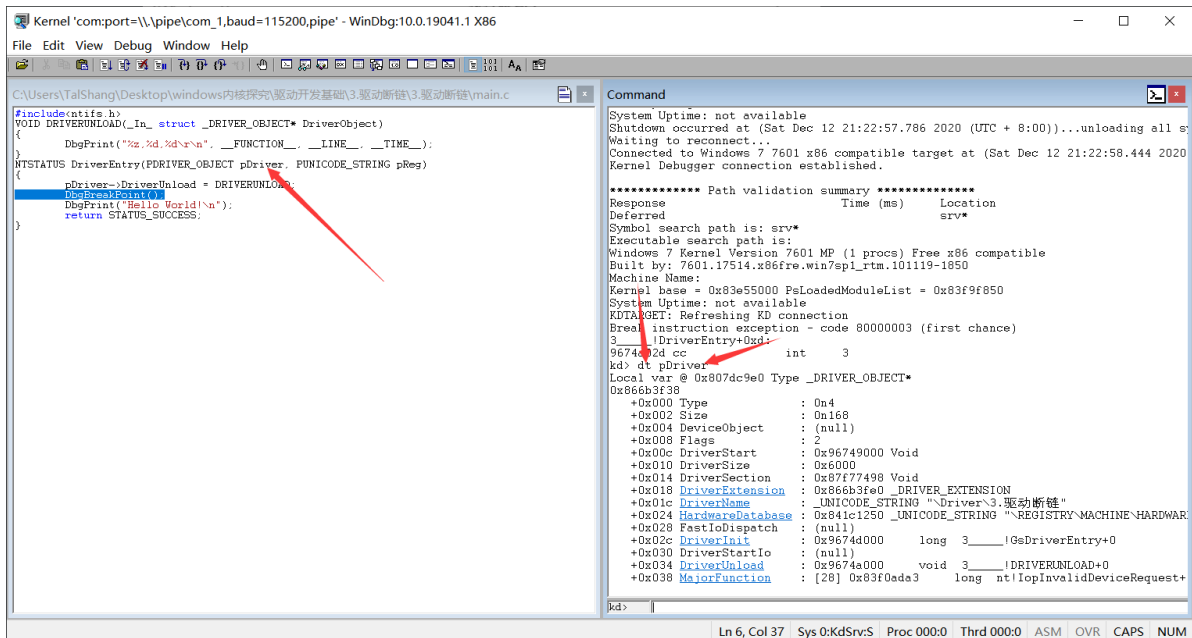 Kernel 'com:port=\\.\pipe\com_1,baud=115200,pipe' - WinDbg:10.0.19041.1 X86
File Edit View Debug Window Help
C:\Users\TalShang\Desktop\windows内核探究\驱动开发基础\3.驱动断链\3.驱动断链\main.c
#include<ntifs.h>
VOID DRIVERUNLOAD(_In_ struct _DRIVER_OBJECT* DriverObject)
{
DbgPrint("%z,%d,%d\r\n", __FUNCTION__, __LINE__, __TIME__);
}
NTSTATUS DriverEntry(PDRIVER_OBJECT pDriver, PUNICODE_STRING pReg)
{
pDriver->DriverUnload = DRIVERUNLOAD;
DbgBreakPoint();
DbgPrint("Hello World!\n");
return STATUS_SUCCESS;
}
Command
System Uptime: not available
Shutdown occurred at (Sat Dec 12 21:22:57.786 2020 (UTC + 8:00))...unloading all sy
Waiting to reconnect...
Connected to Windows 7 7601 x86 compatible target at (Sat Dec 12 21:22:58.444 2020
Kernel Debugger connection established.
************* Path validation summary **************
Response Time (ms) Location
Deferred srv*
Symbol search path is: srv*
Executable search path is:
Windows 7 Kernel Version 7601 MP (1 procs) Free x86 compatible
Built by: 7601.17514.x86fre.win7sp1_rtm.101119-1850
Machine Name:
Kernel base = 0x83e55000 PsLoadedModuleList = 0x83f9f850
System Uptime: not available
KDTARGET: Refreshing KD connection
Break instruction exception - code 80000003 (first chance)
3_____!DriverEntry+0xd:
9674a02d cc int 3
kd> dt pDriver
Local var @ 0x807dc9e0 Type _DRIVER_OBJECT*
0x866b3f38
+0x000 Type : 0n4
+0x002 Size : 0n168
+0x004 DeviceObject : (null)
+0x008 Flags : 2
+0x00c DriverStart : 0x96749000 Void
+0x010 DriverSize : 0x6000
+0x014 DriverSection : 0x87f77498 Void
+0x018 DriverExtension : 0x866b3fe0 _DRIVER_EXTENSION
+0x01c DriverName : _UNICODE_STRING "\Driver\3.驱动断链"
+0x024 HardwareDatabase : 0x841c1250 _UNICODE_STRING "\REGISTRY\MACHINE\HARDWAR
+0x028 FastIoDispatch : (null)
+0x02c DriverInit : 0x9674d000 long 3_____!GsDriverEntry+0
+0x030 DriverStartIo : (null)
+0x034 DriverUnload : 0x9674a000 void 3_____!DRIVERUNLOAD+0
+0x038 MajorFunction : [28] 0x83f0ada3 long nt!IopInvalidDeviceRequest+
kd>
Ln 6, Col 37 Sys 0:KdSrv:S Proc 000:0 Thrd 000:0 ASM OVR CAPS NUM